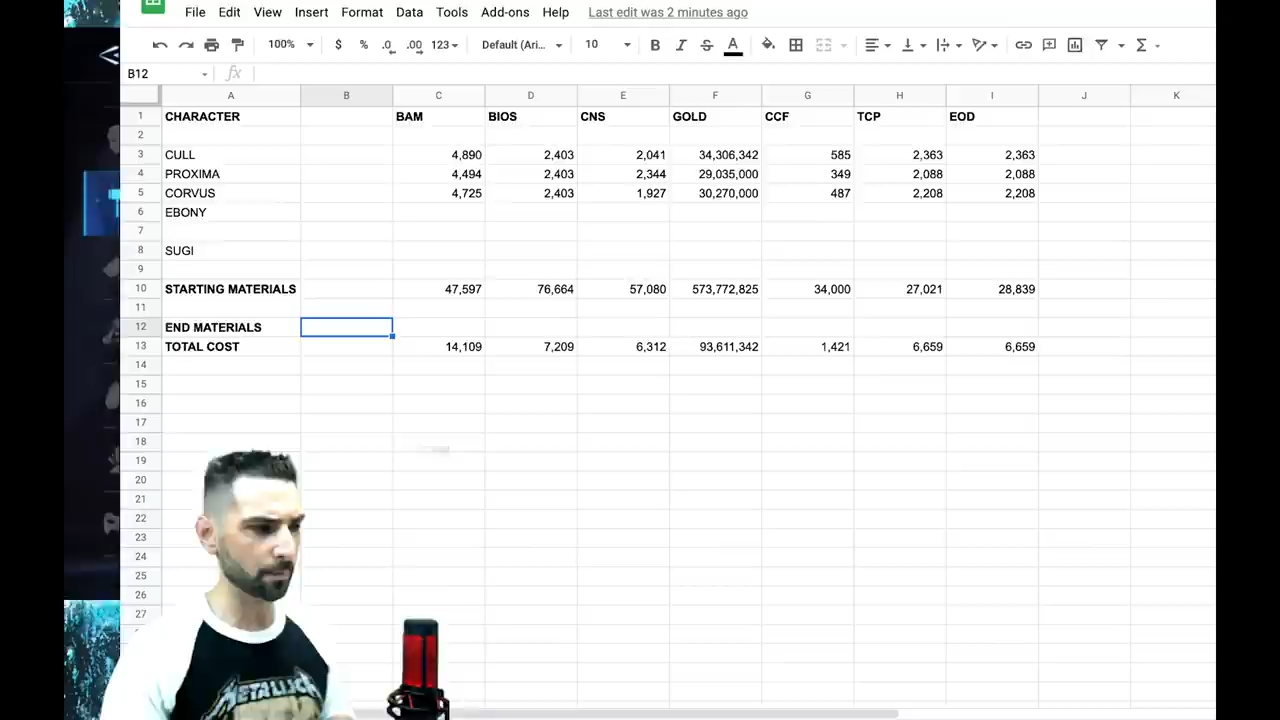 File Edit View Insert Format Data Tools Add-ons Help Last edit was 2 minutes ago
100% $ % .0 .00 123 Default (Ari... 10 B I S A Σ
B12 fx
A B C D E F G H I J K
1 CHARACTER BAM BIOS CNS GOLD CCF TCP EOD
2
3 CULL 4,890 2,403 2,041 34,306,342 585 2,363 2,363
4 PROXIMA 4,494 2,403 2,344 29,035,000 349 2,088 2,088
5 CORVUS 4,725 2,403 1,927 30,270,000 487 2,208 2,208
6 EBONY
7
8 SUGI
9
10 STARTING MATERIALS 47,597 76,664 57,080 573,772,825 34,000 27,021 28,839
11
12 END MATERIALS
13 TOTAL COST 14,109 7,209 6,312 93,611,342 1,421 6,659 6,659
14
15
16
17
18
19
20
21
22
23
24
25
26
27
METALLICA